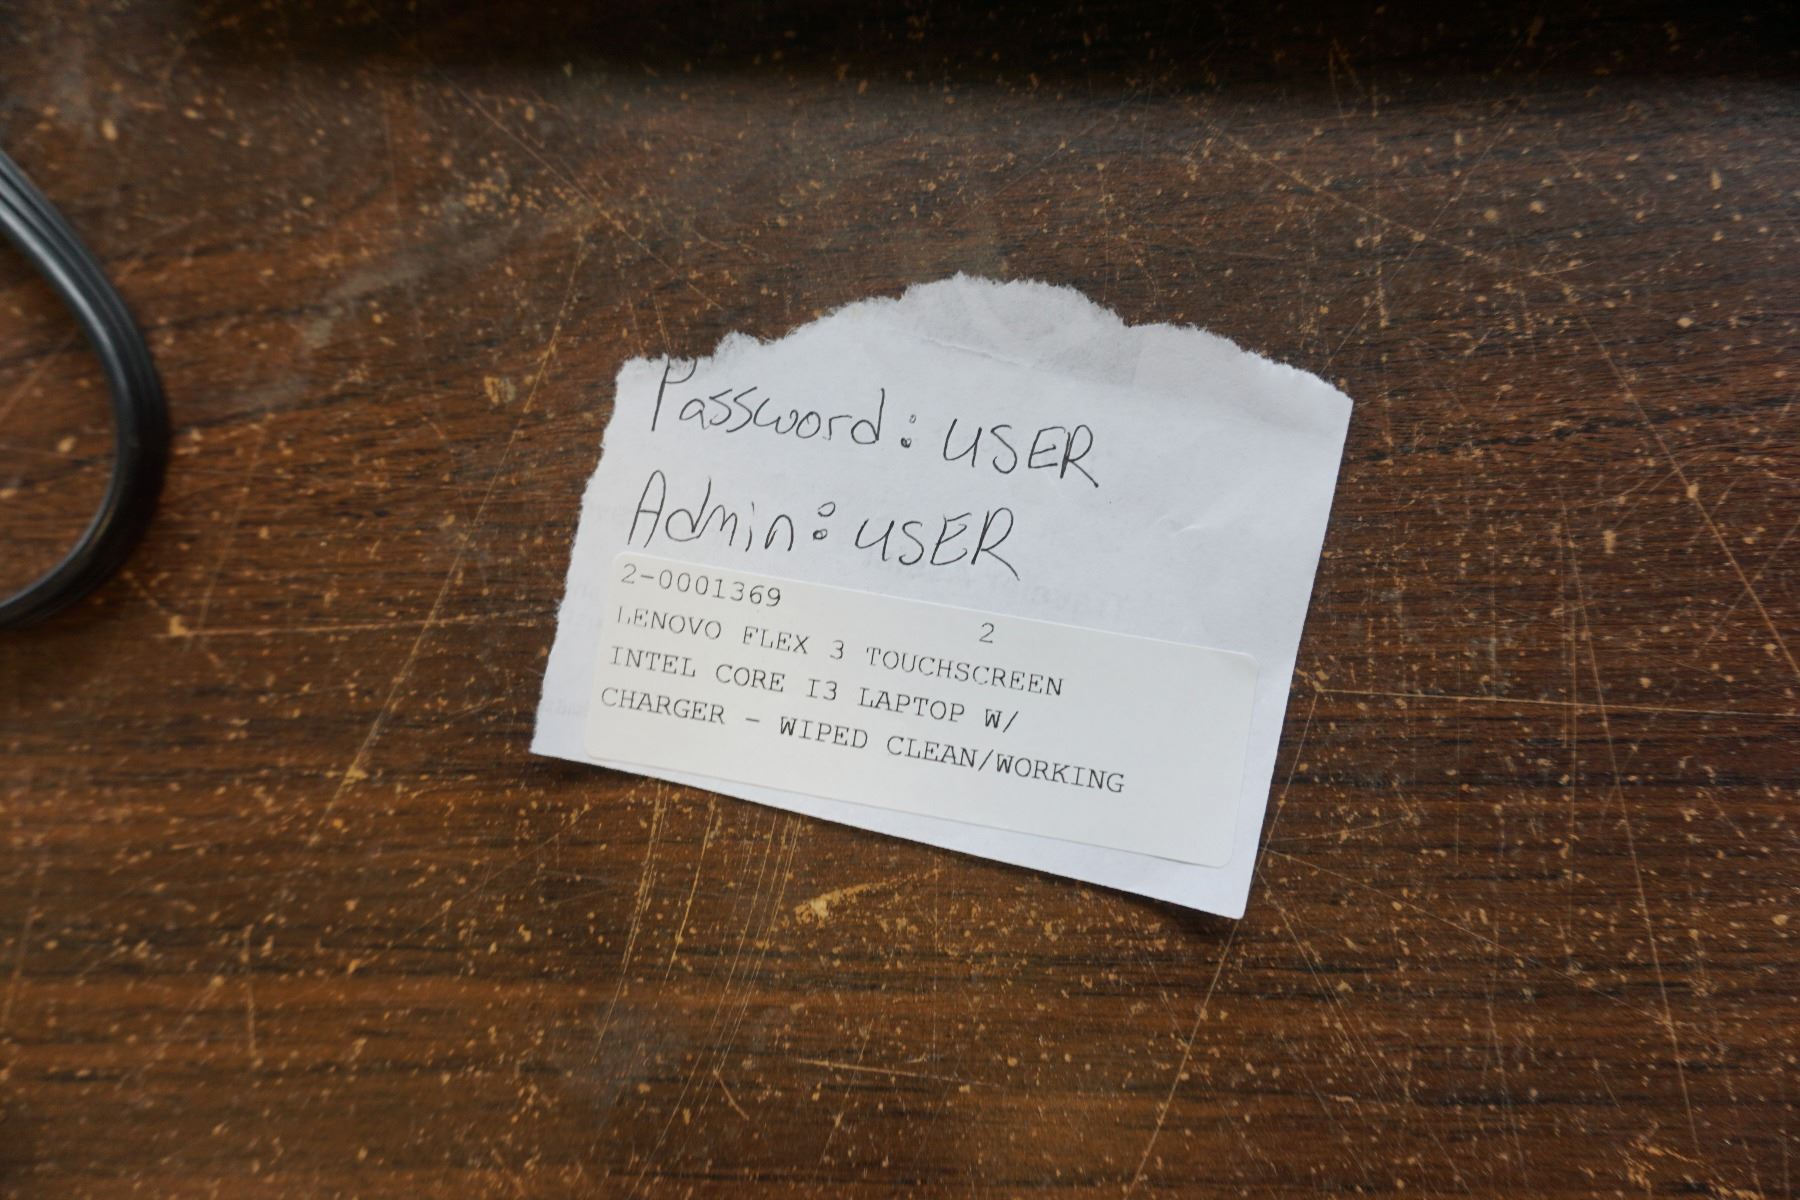 Password: USER
Admin: USER
2-0001369
2
LENOVO FLEX 3 TOUCHSCREEN
INTEL CORE I3 LAPTOP W/
CHARGER - WIPED CLEAN/WORKING